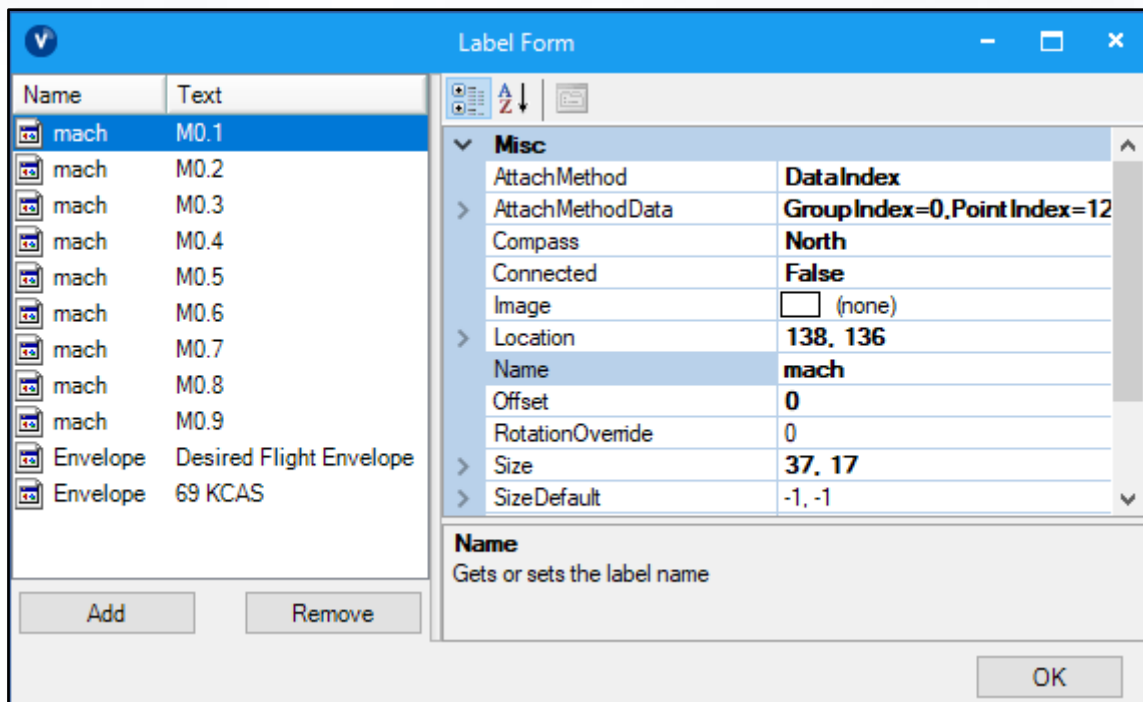 Label Form
Name Text
mach M0.1
mach M0.2
mach M0.3
mach M0.4
mach M0.5
mach M0.6
mach M0.7
mach M0.8
mach M0.9
Envelope Desired Flight Envelope
Envelope 69 KCAS
Add Remove
Misc
AttachMethod DataIndex
AttachMethodData GroupIndex=0,PointIndex=12
Compass North
Connected False
Image (none)
Location 138, 136
Name mach
Offset 0
RotationOverride 0
Size 37, 17
SizeDefault -1, -1
Name
Gets or sets the label name
OK